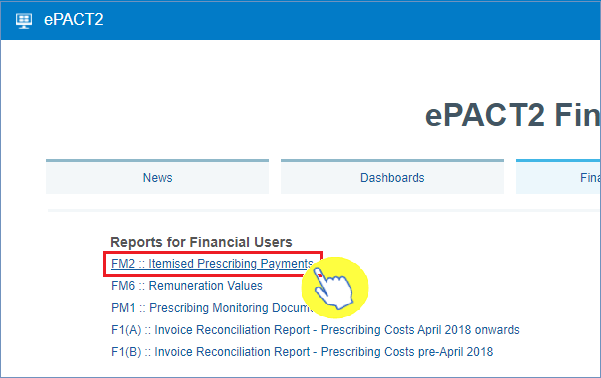 ePACT2
ePACT2 Fin
News
Dashboards
Fina
Reports for Financial Users
FM2 :: Itemised Prescribing Payments
FM6 :: Remuneration Values
PM1 :: Prescribing Monitoring Docum
F1(A) :: Invoice Reconciliation Report - Prescribing Costs April 2018 onwards
F1(B) :: Invoice Reconciliation Report - Prescribing Costs pre-April 2018